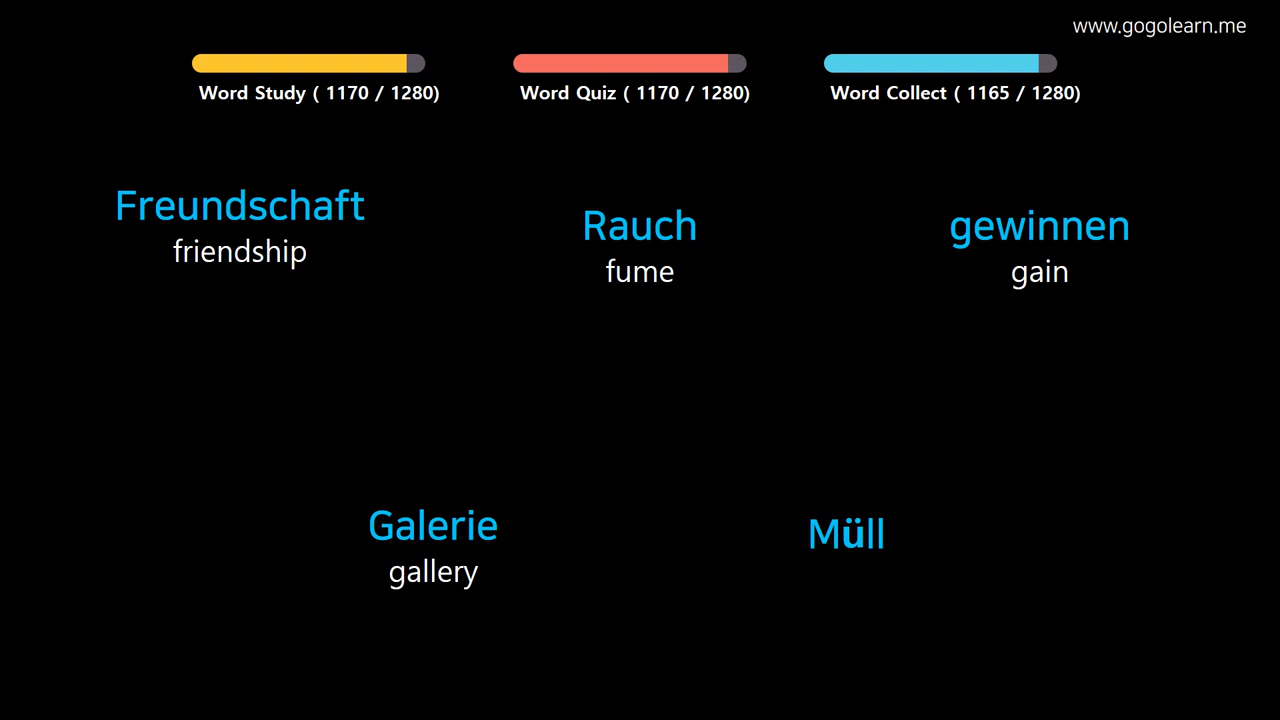 www.gogolearn.me
Word Study ( 1170 / 1280)
Word Quiz ( 1170 / 1280)
Word Collect ( 1165 / 1280)
Freundschaft
friendship
Rauch
fume
gewinnen
gain
Galerie
gallery
Müll